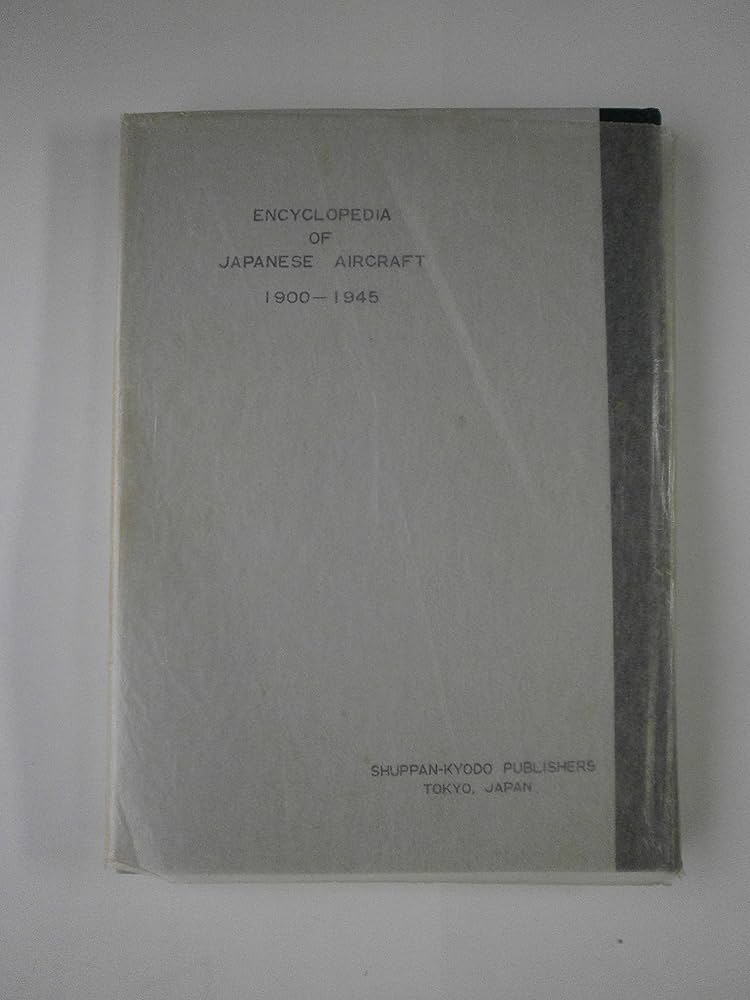 ENCYCLOPEDIA
OF
JAPANESE AIRCRAFT
1900-1945
SHUPPAN-KYODO PUBLISHERS
TOKYO, JAPAN